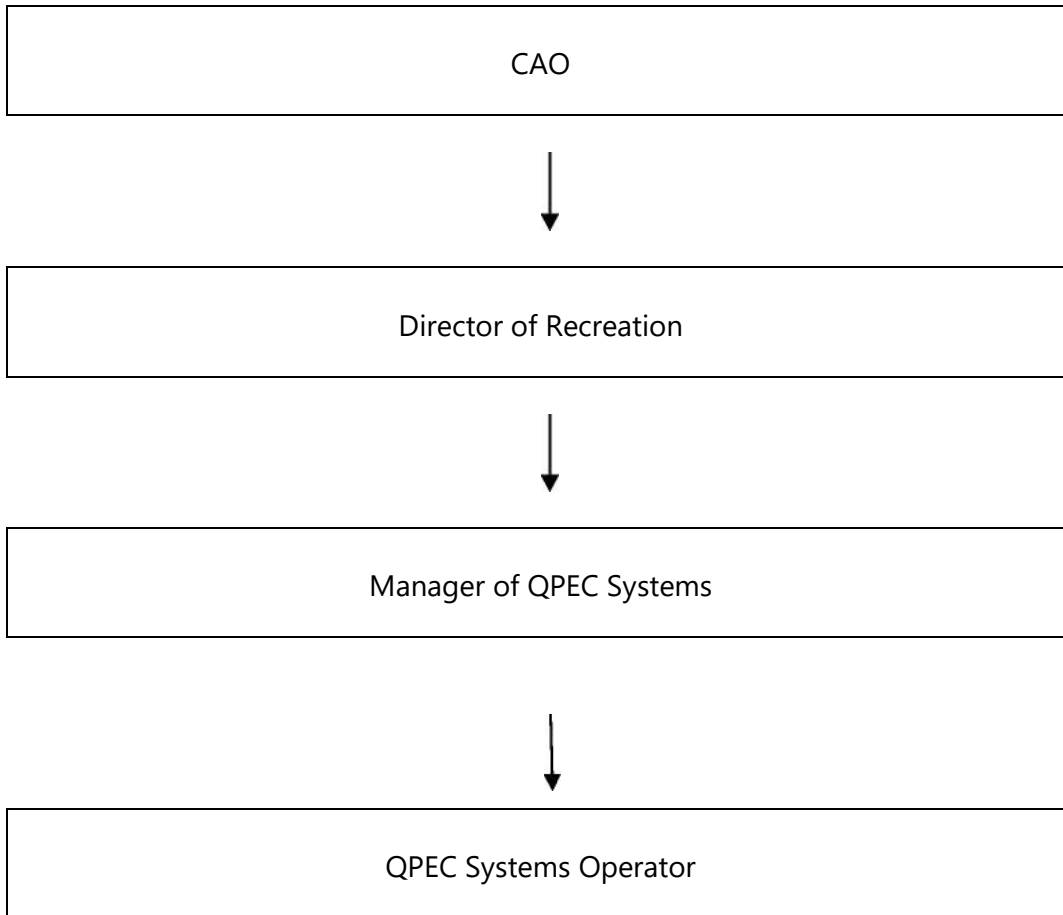 CAO
Director of Recreation
Manager of QPEC Systems
QPEC Systems Operator